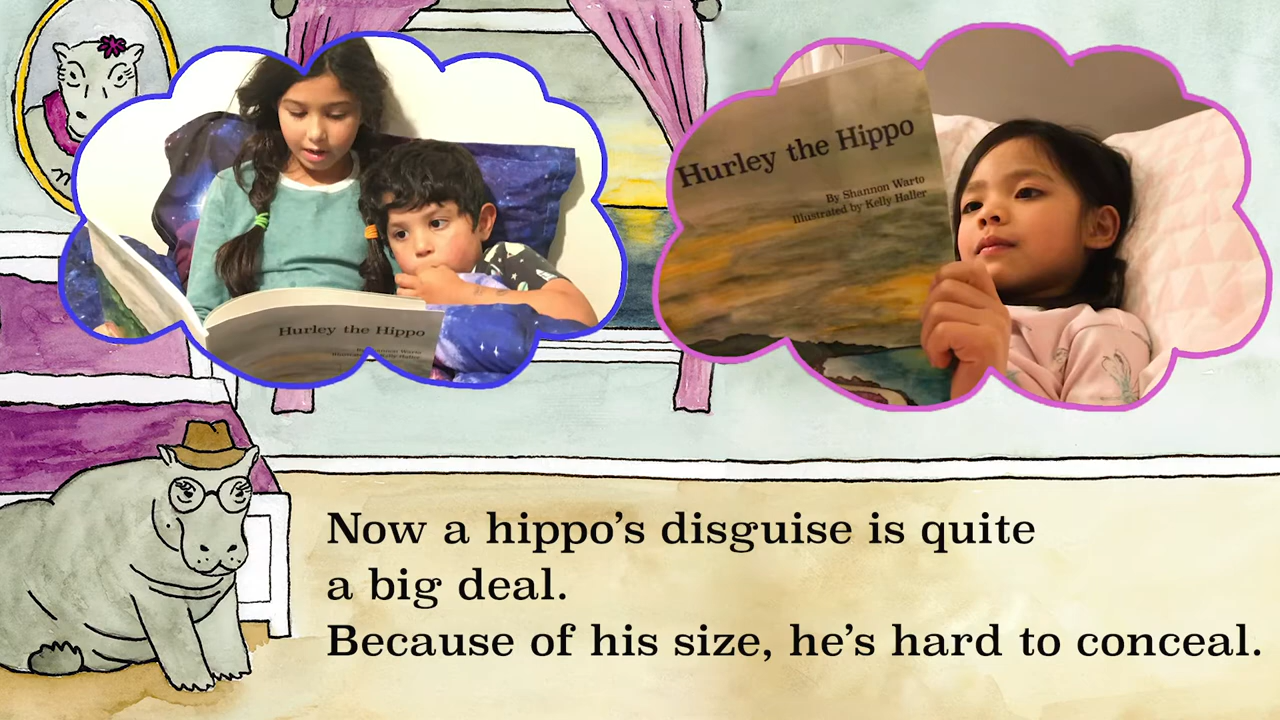 Hurley the Hippo
Hurley the Hippo
By Shannon Warto
Illustrated by Kelly Haller
Now a hippo's disguise is quite
a big deal.
Because of his size, he's hard to conceal.